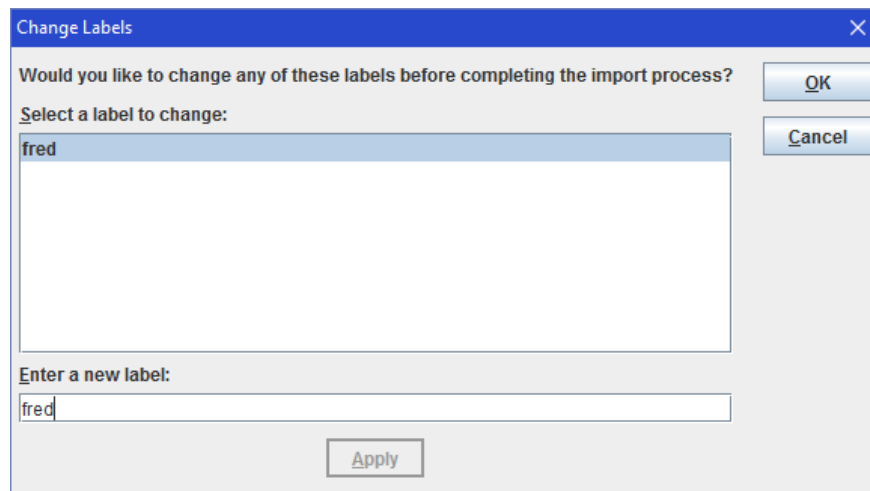 Change Labels
Would you like to change any of these labels before completing the import process?
OK
Select a label to change:
Cancel
fred
Enter a new label:
fred
Apply